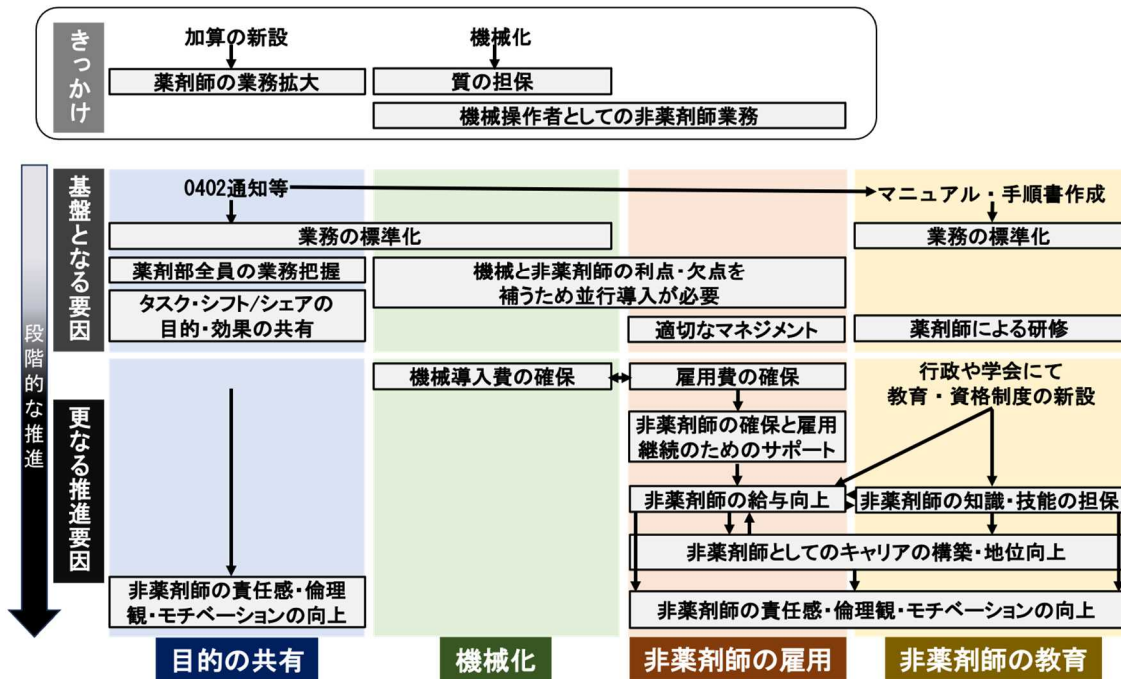 きっかけ
加算の新設
機械化
薬剤師の業務拡大
質の担保
機械操作者としての非薬剤師業務
段階的な推進
基盤となる要因
0402通知等
マニュアル・手順書作成
業務の標準化
業務の標準化
薬剤部全員の業務把握
機械と非薬剤師の利点・欠点を
補うため並行導入が必要
タスク・シフト/シェアの
目的・効果の共有
適切なマネジメント
薬剤師による研修
更なる推進要因
機械導入費の確保
雇用費の確保
行政や学会にて
教育・資格制度の新設
非薬剤師の確保と雇用
継続のためのサポート
非薬剤師の給与向上
非薬剤師の知識・技能の担保
非薬剤師としてのキャリアの構築・地位向上
非薬剤師の責任感・倫理
観・モチベーションの向上
非薬剤師の責任感・倫理観・モチベーションの向上
目的の共有
機械化
非薬剤師の雇用
非薬剤師の教育